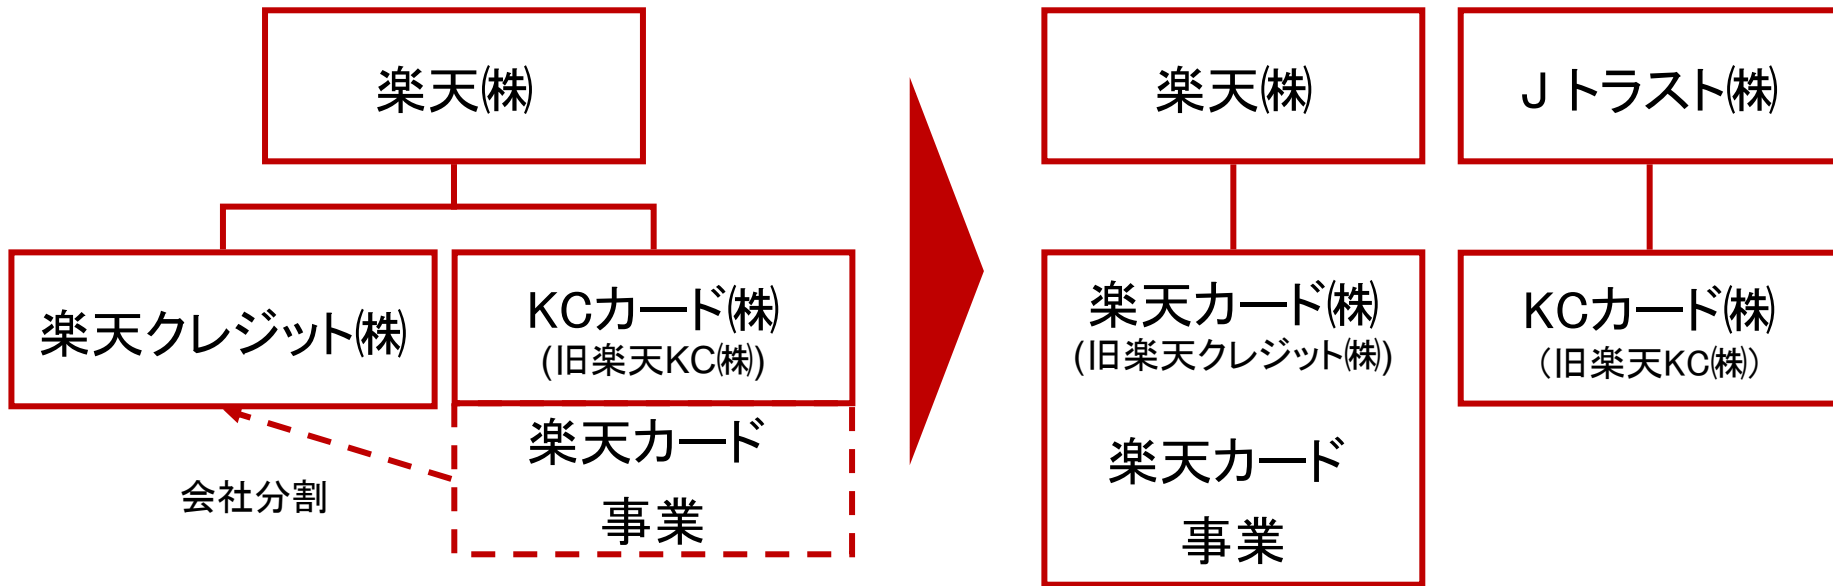 楽天㈱
楽天クレジット㈱
KCカード㈱
(旧楽天KC㈱)
楽天カード
事業
会社分割
楽天㈱
Jトラスト㈱
楽天カード㈱
(旧楽天クレジット㈱)
楽天カード
事業
KCカード㈱
（旧楽天KC㈱）